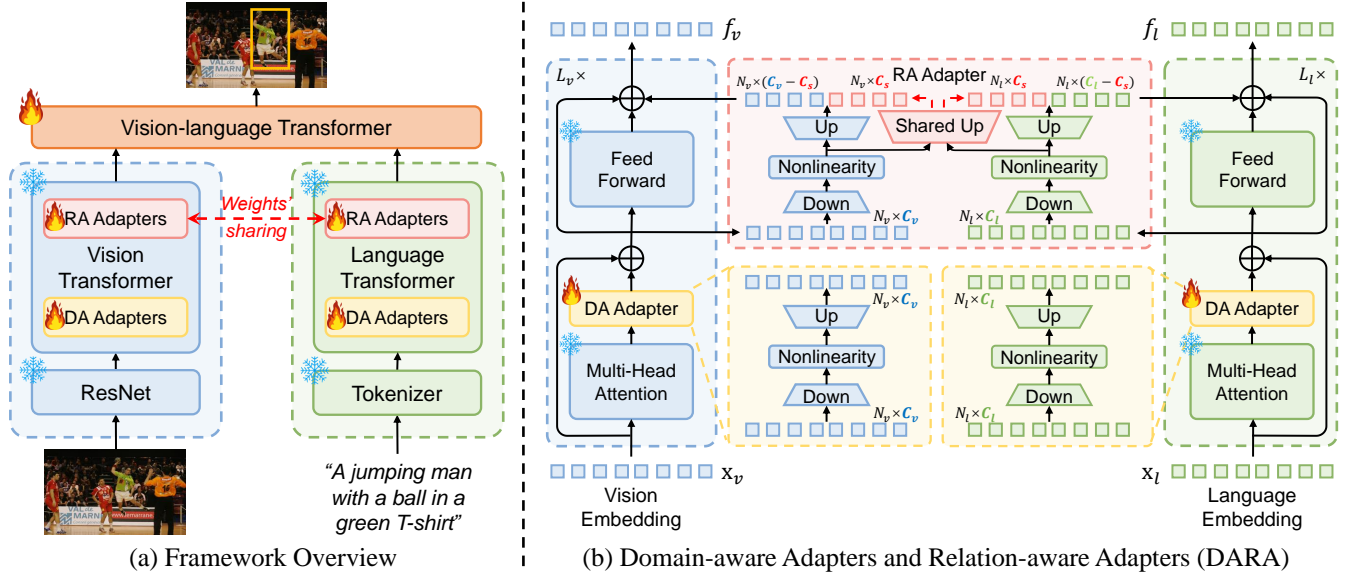 Vision-language Transformer
RA Adapters
Weights'
sharing
RA Adapters
Vision
Transformer
Language
Transformer
DA Adapters
DA Adapters
ResNet
Tokenizer
VAL de
MARN
“A jumping man
with a ball in a
green T-shirt”
(a) Framework Overview
f_v
f_l
L_v×
N_v×(C_v − C_s)
N_v×C_s
RA Adapter
N_l×C_s
N_l×(C_l−C_s)
L_l×
Up
Shared Up
Up
Feed
Forward
Nonlinearity
Nonlinearity
Feed
Forward
Down
Down
N_v×C_v
N_l×C_l
DA Adapter
N_v×C_v
N_l×C_l
DA Adapter
Up
Up
Multi-Head
Attention
Nonlinearity
Nonlinearity
Multi-Head
Attention
Down
Down
N_v×C_v
N_l×C_l
x_v
x_l
Vision
Embedding
Language
Embedding
(b) Domain-aware Adapters and Relation-aware Adapters (DARA)